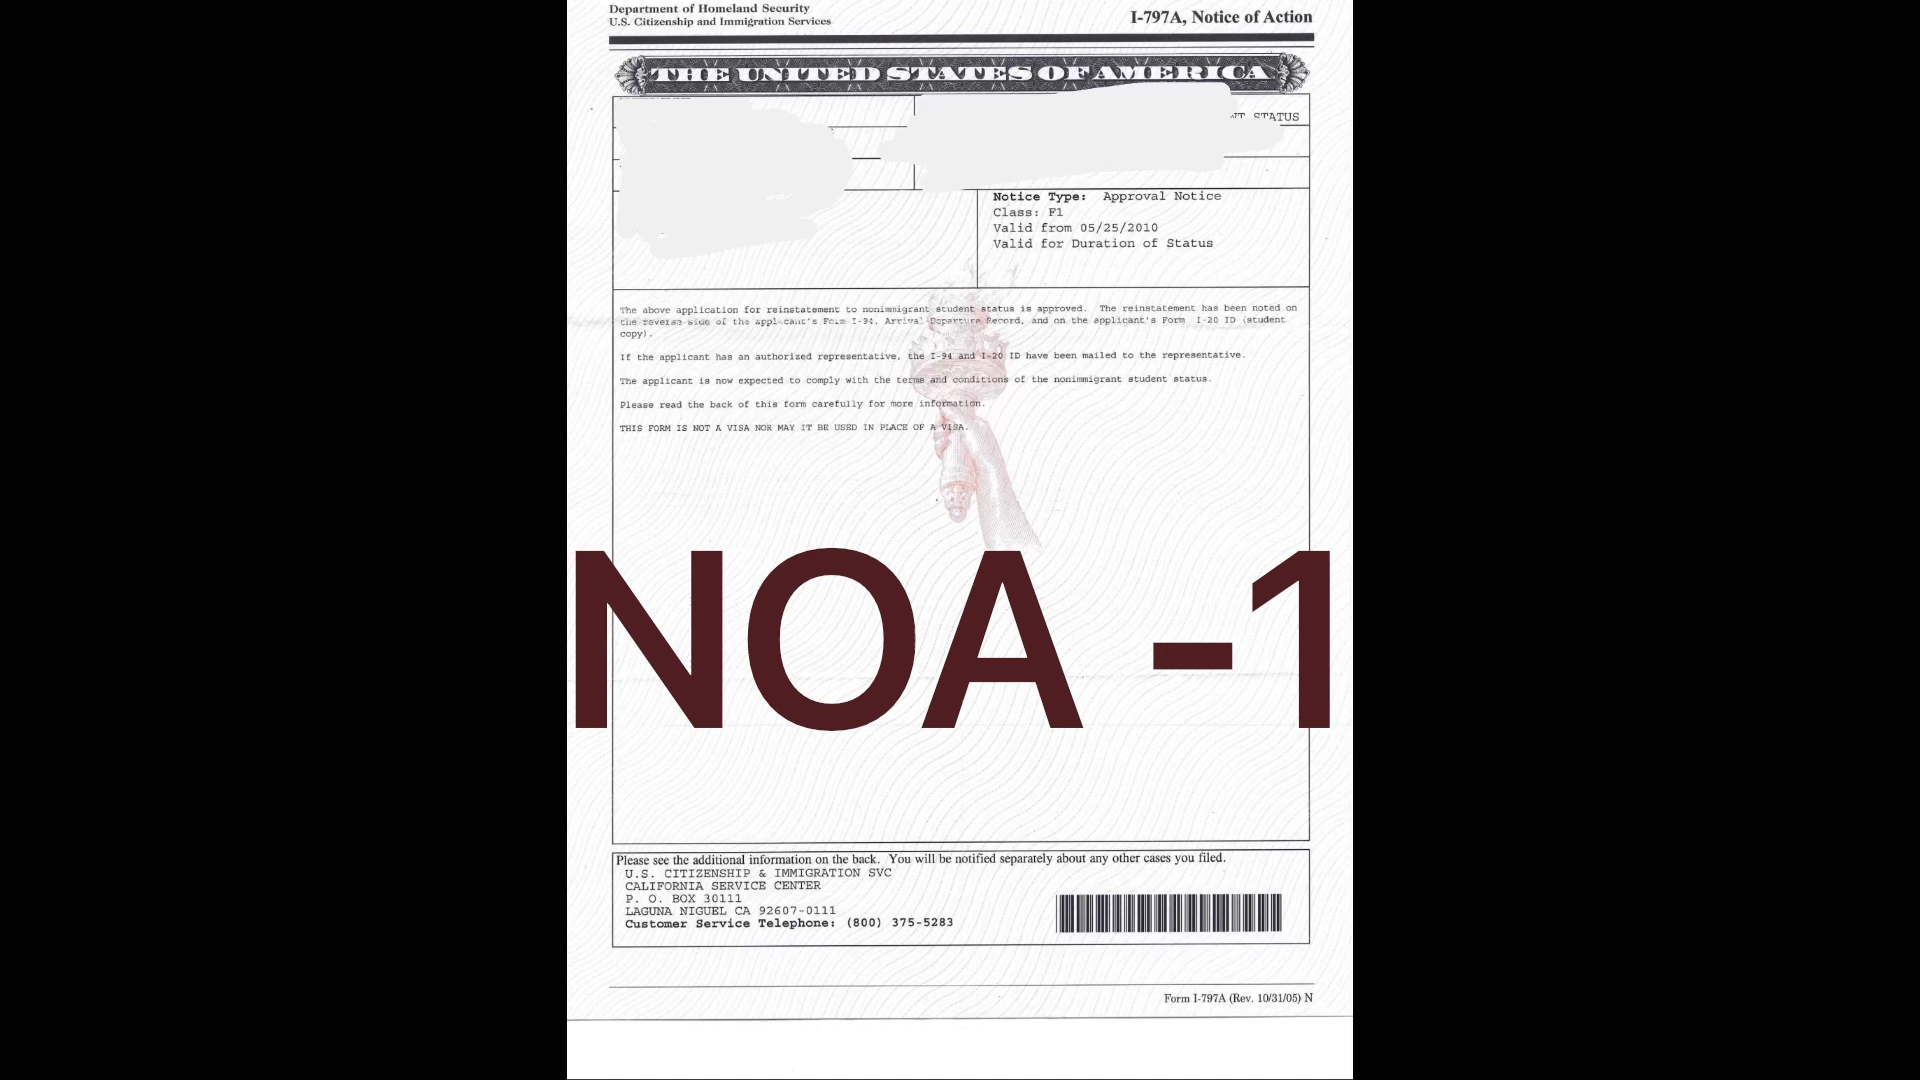 Department of Homeland Security
U.S. Citizenship and Immigration Services
I-797A, Notice of Action
THE UNITED STATES OF AMERICA
STATUS
Notice Type: Approval Notice
Class: F1
Valid from 05/25/2010
Valid for Duration of Status
The above application for reinstatement to nonimmigrant student status is approved. The reinstatement has been noted on
the reverse side of the applicant's Form I-94, Arrival-Departure Record, and on the applicant's Form I-20 ID (student
copy).
If the applicant has an authorized representative, the I-94 and I-20 ID have been mailed to the representative.
The applicant is now expected to comply with the terms and conditions of the nonimmigrant student status.
Please read the back of this form carefully for more information.
THIS FORM IS NOT A VISA NOR MAY IT BE USED IN PLACE OF A VISA.
NOA -1
Please see the additional information on the back. You will be notified separately about any other cases you filed.
U.S. CITIZENSHIP & IMMIGRATION SVC
CALIFORNIA SERVICE CENTER
P. O. BOX 30111
LAGUNA NIGUEL CA 92607-0111
Customer Service Telephone: (800) 375-5283
Form I-797A (Rev. 10/31/05) N